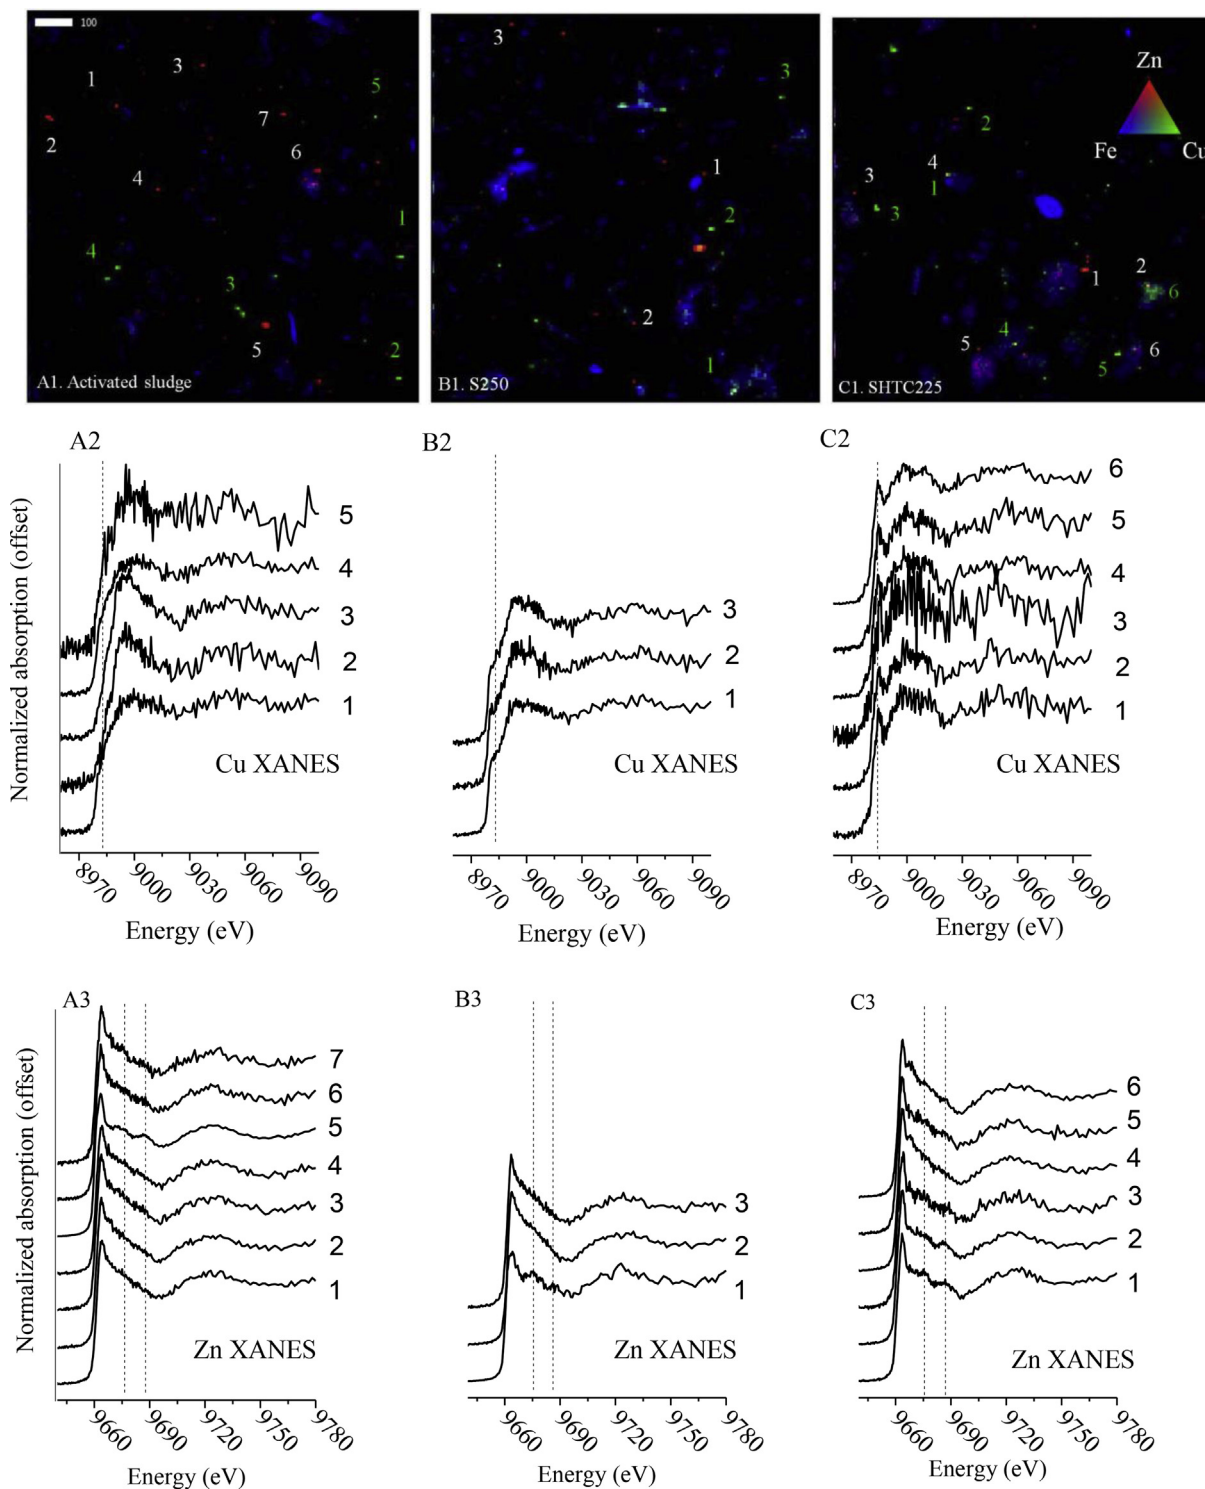 100
1
3
5
7
2
6
4
1
4
3
5
2
A1. Activated sludge
3
3
1
2
2
1
B1. S250
Zn
Fe
Cu
2
4
3
1
3
1
2
6
4
5
6
5
C1. SHTC225
A2
B2
C2
Normalized absorption (offset)
5
4
3
2
1
Cu XANES
8970 9000 9030 9060 9090
Energy (eV)
3
2
1
Cu XANES
8970 9000 9030 9060 9090
Energy (eV)
6
5
4
3
2
1
Cu XANES
8970 9000 9030 9060 9090
Energy (eV)
A3
B3
C3
Normalized absorption (offset)
7
6
5
4
3
2
1
Zn XANES
9660 9690 9720 9750 9780
Energy (eV)
3
2
1
Zn XANES
9660 9690 9720 9750 9780
Energy (eV)
6
5
4
3
2
1
Zn XANES
9660 9690 9720 9750 9780
Energy (eV)